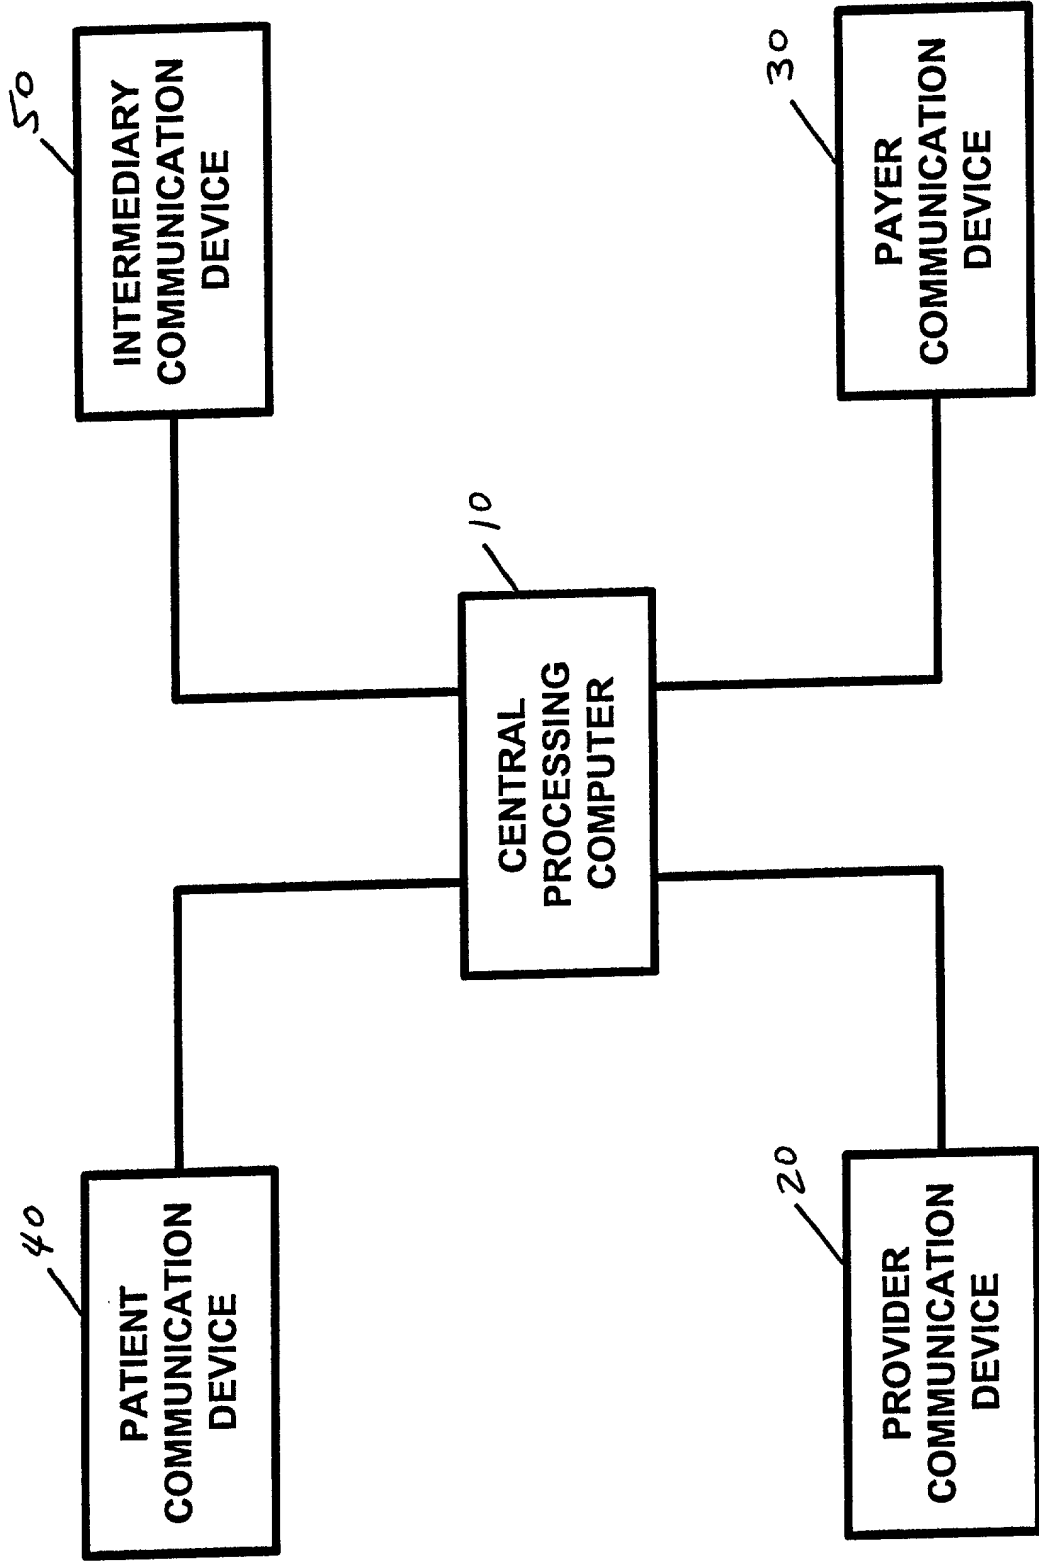 40
PATIENT
COMMUNICATION
DEVICE
50
INTERMEDIARY
COMMUNICATION
DEVICE
10
CENTRAL
PROCESSING
COMPUTER
20
PROVIDER
COMMUNICATION
DEVICE
30
PAYER
COMMUNICATION
DEVICE